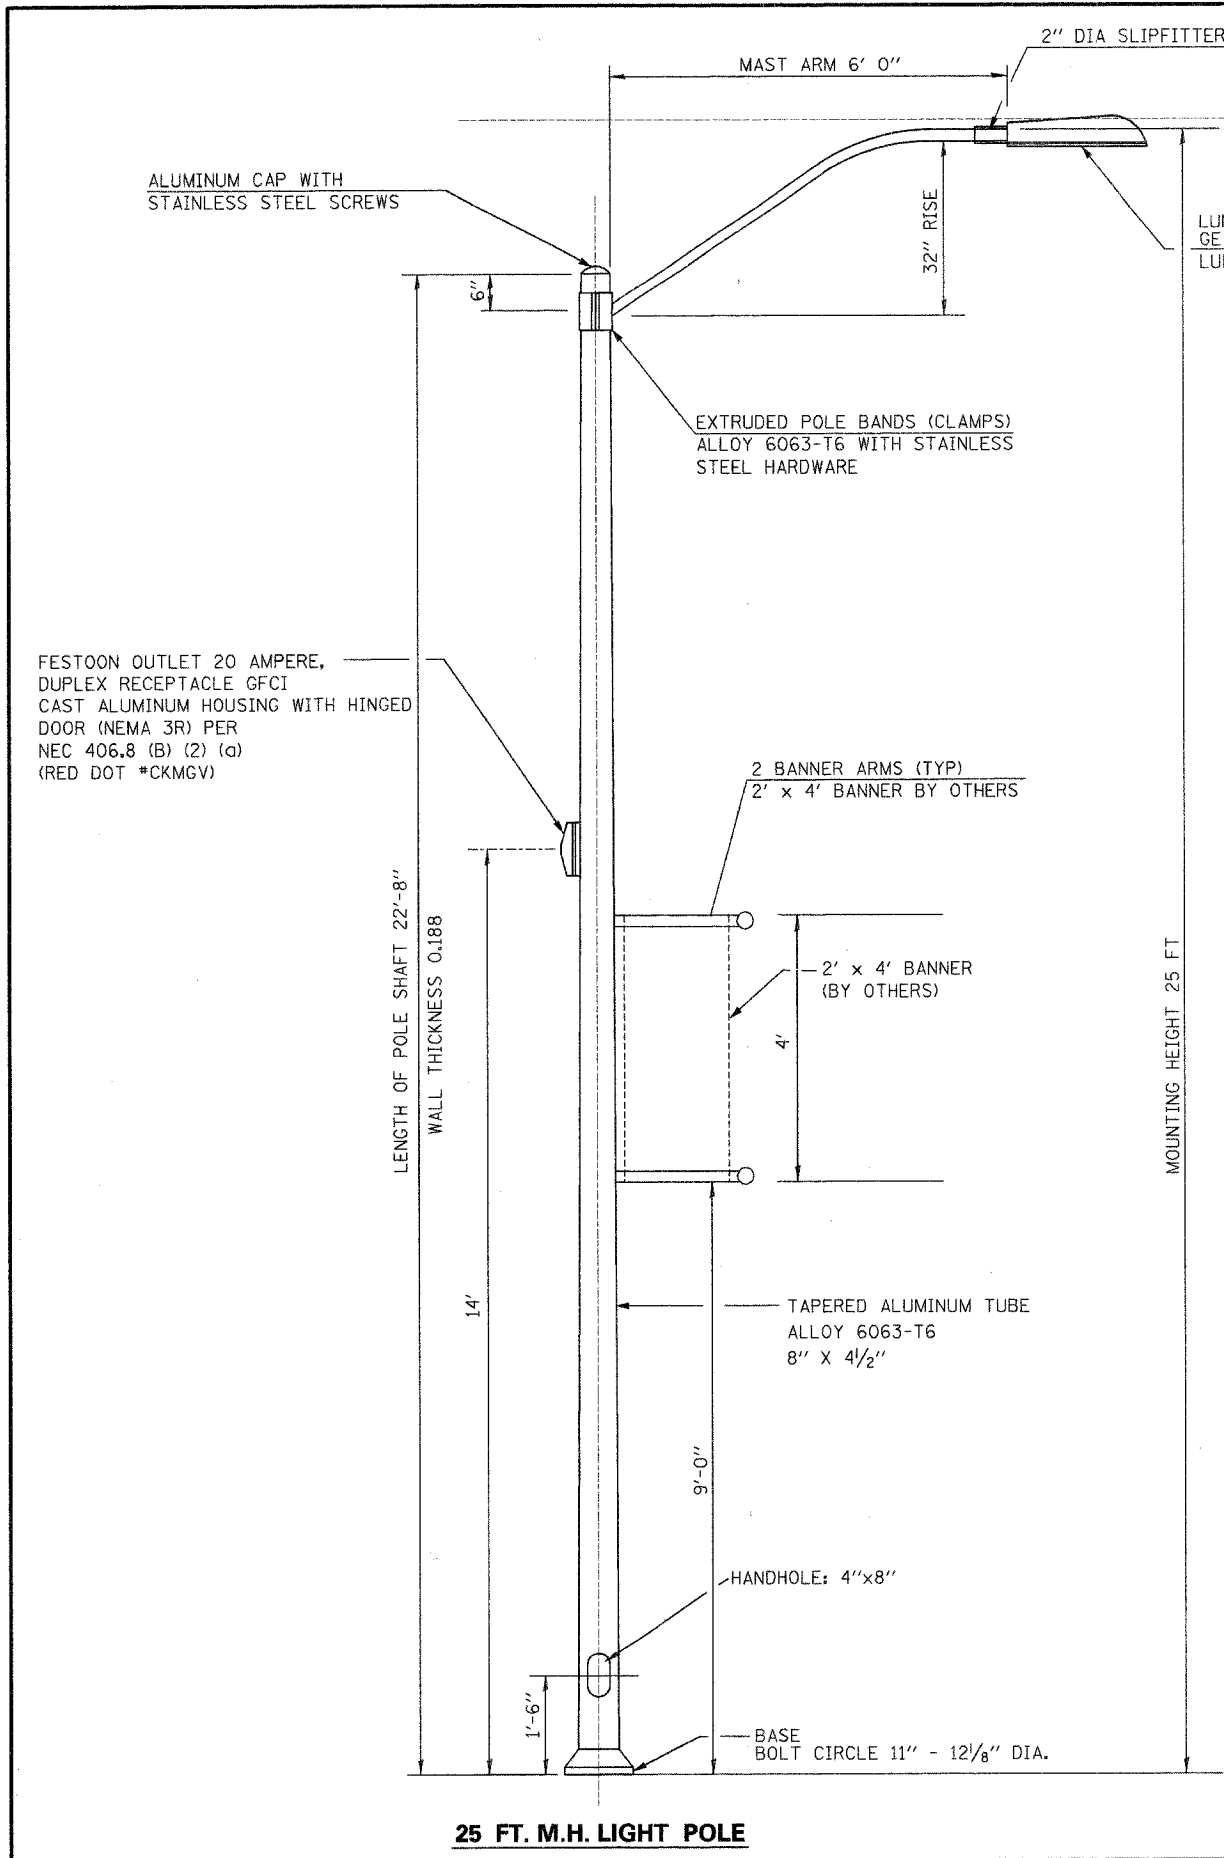 2" DIA SLIPFITTER
MAST ARM 6' 0"
ALUMINUM CAP WITH
STAINLESS STEEL SCREWS
32" RISE
6"
GE
EXTRUDED POLE BANDS (CLAMPS)
ALLOY 6063-T6 WITH STAINLESS
STEEL HARDWARE
FESTOON OUTLET 20 AMPERE,
DUPLEX RECEPTACLE GFCI
CAST ALUMINUM HOUSING WITH HINGED
DOOR (NEMA 3R) PER
NEC 406.8 (B) (2) (a)
(RED DOT #CKMGV)
2 BANNER ARMS (TYP)
2' x 4' BANNER BY OTHERS
LENGTH OF POLE SHAFT 22'-8"
WALL THICKNESS 0.188
2' x 4' BANNER
(BY OTHERS)
4'
MOUNTING HEIGHT 25 FT
14'
TAPERED ALUMINUM TUBE
ALLOY 6063-T6
8" X 4 1/2"
9'-0"
HANDHOLE: 4"x8"
1'-6"
BASE
BOLT CIRCLE 11" - 12 1/8" DIA.
25 FT. M.H. LIGHT POLE